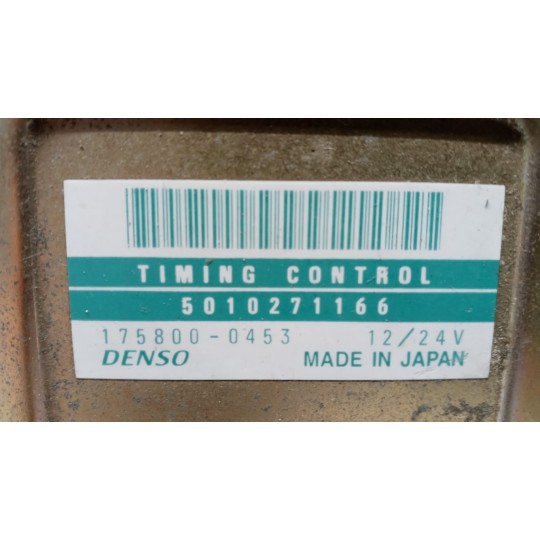 TIMING CONTROL
5010271166
175800-0453 12/24V
DENSO MADE IN JAPAN